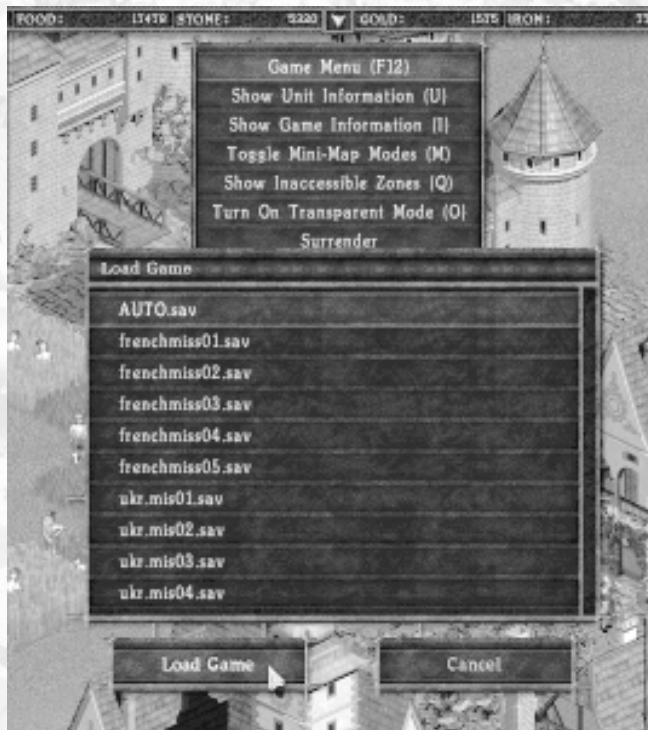 FOOD: 17478 STONE: 5320 GOLD: 1575 IRON:
Game Menu (F12)
Show Unit Information (U)
Show Game Information (I)
Toggle Mini-Map Modes (M)
Show Inaccessible Zones (Q)
Turn On Transparent Mode (O)
Surrender
Load Game
AUTO.sav
frenchmiss01.sav
frenchmiss02.sav
frenchmiss03.sav
frenchmiss04.sav
frenchmiss05.sav
ukr.mis01.sav
ukr.mis02.sav
ukr.mis03.sav
ukr.mis04.sav
Load Game Cancel